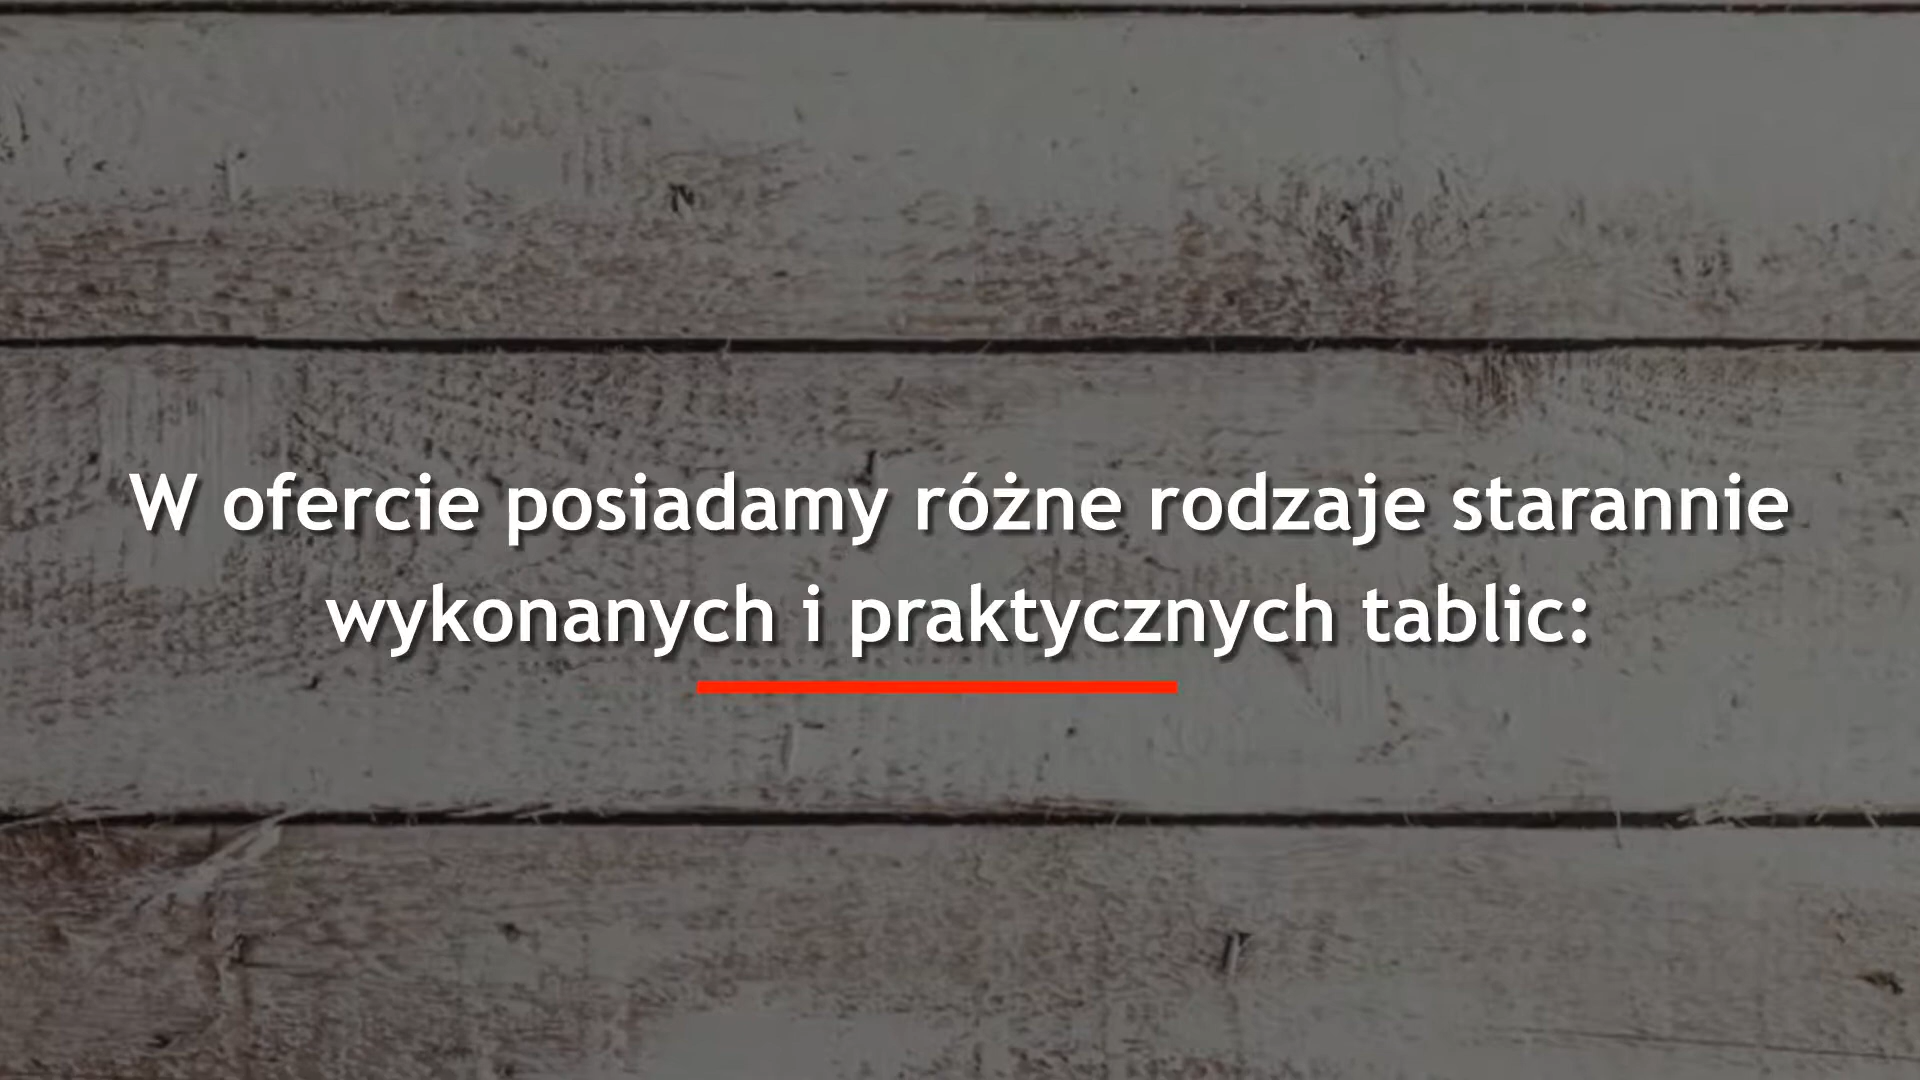 W ofercie posiadamy różne rodzaje starannie
wykonanych i praktycznych tablic: